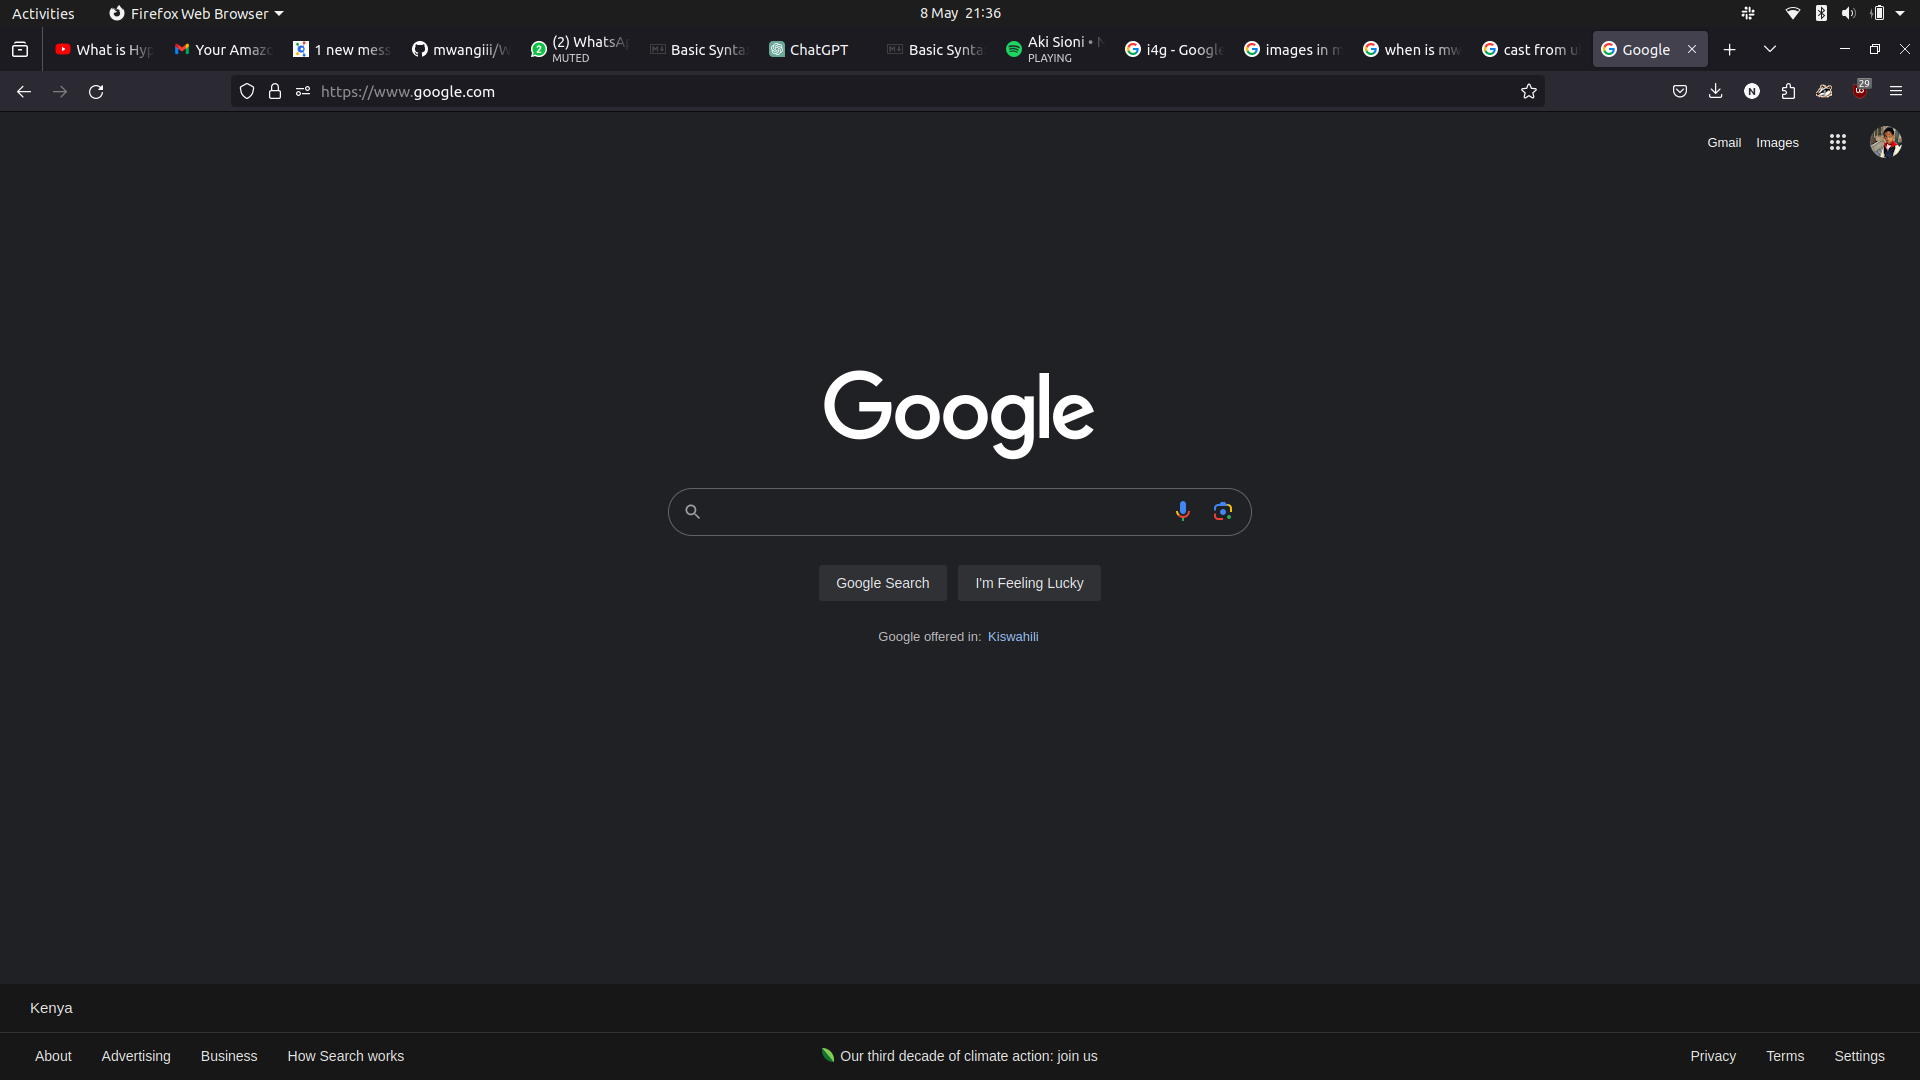 Activities
Firefox Web Browser
8 May 21:36
What is Hyp
Your Amazo
1 new mess
mwangiii/W
(2) WhatsAp
MUTED
Basic Synta
ChatGPT
Basic Synta
Aki Sioni • N
PLAYING
i4g - Google
images in m
when is mw
cast from u
Google
https://www.google.com
N
29
Gmail
Images
Google
Google Search
I'm Feeling Lucky
Google offered in: Kiswahili
Kenya
About
Advertising
Business
How Search works
Our third decade of climate action: join us
Privacy
Terms
Settings